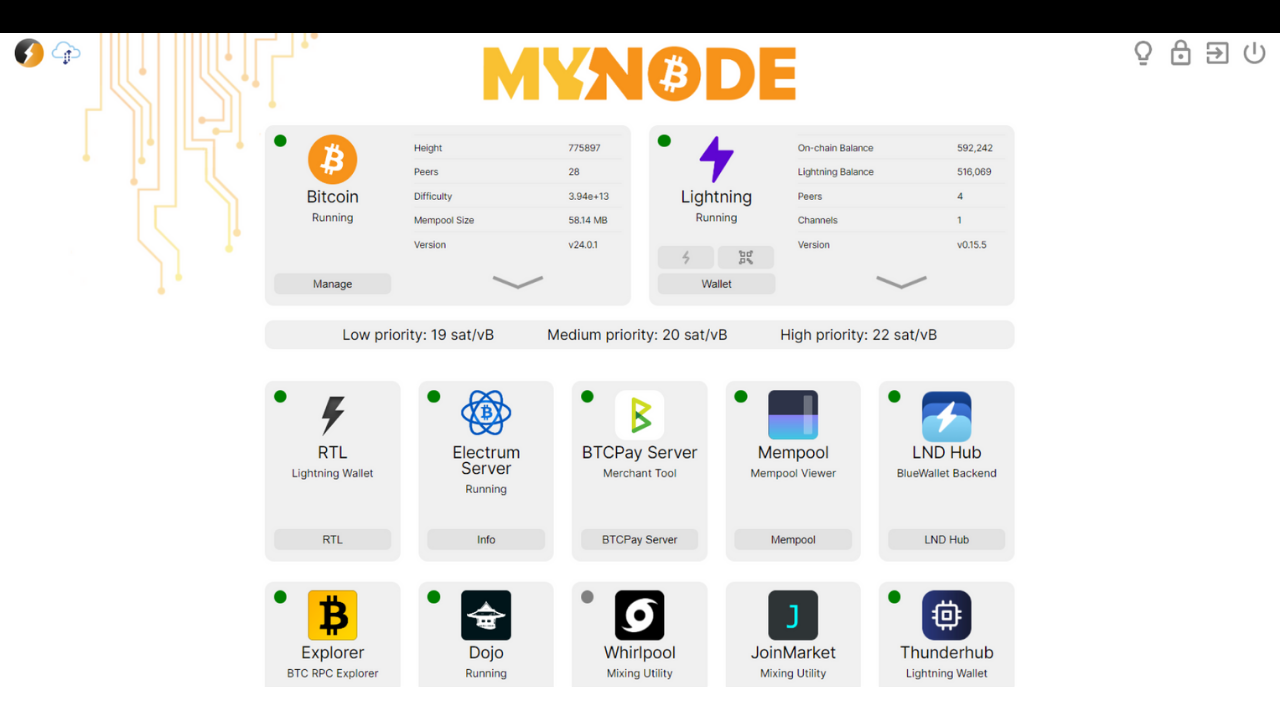 MYNODE
Bitcoin
Running
Height 775897
Peers 28
Difficulty 3.94e+13
Mempool Size 58.14 MB
Version v24.0.1
Manage
Lightning
Running
On-chain Balance 592,242
Lightning Balance 516,069
Peers 4
Channels 1
Version v0.15.5
Wallet
Low priority: 19 sat/vB Medium priority: 20 sat/vB High priority: 22 sat/vB
RTL
Lightning Wallet
RTL
Electrum
Server
Running
Info
BTCPay Server
Merchant Tool
BTCPay Server
Mempool
Mempool Viewer
Mempool
LND Hub
BlueWallet Backend
LND Hub
Explorer
BTC RPC Explorer
Dojo
Running
Whirlpool
Mixing Utility
J
JoinMarket
Mixing Utility
Thunderhub
Lightning Wallet